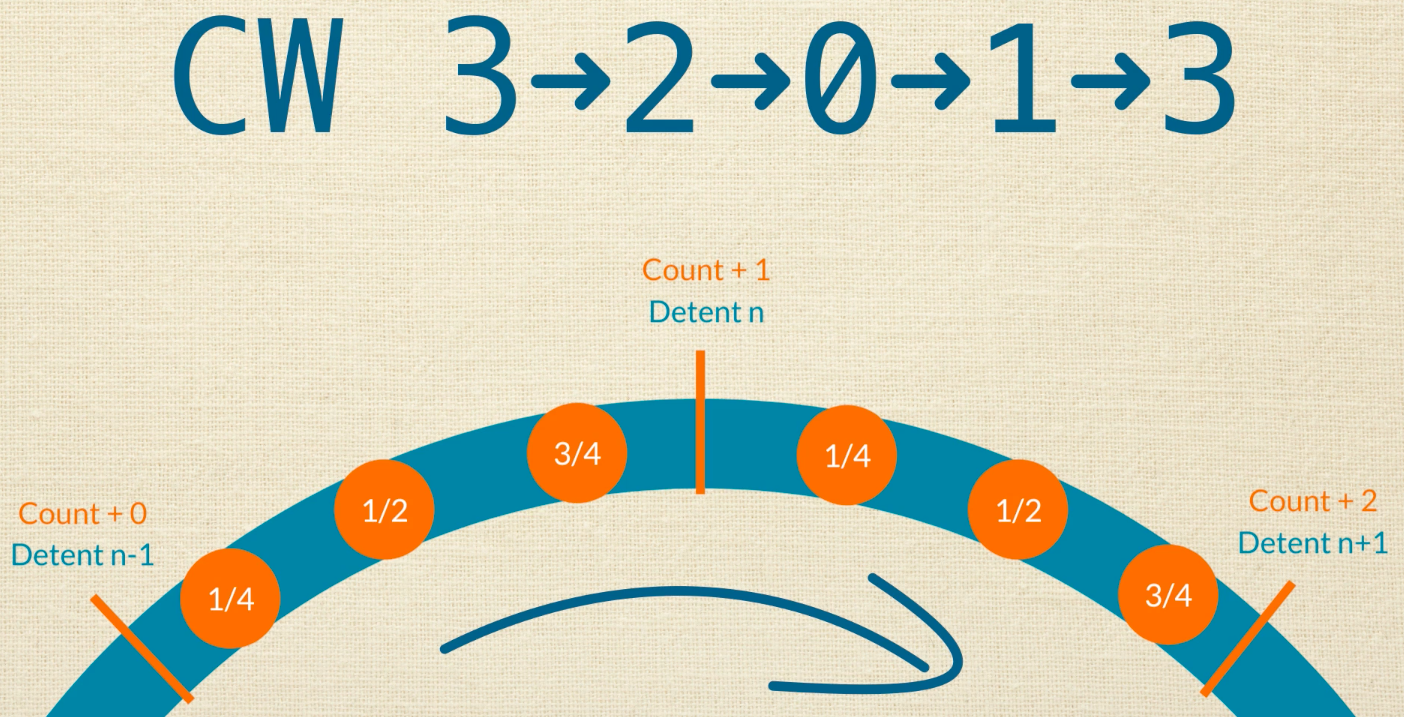 CW 3→2→0→1→3
Count + 1
Detent n
3/4
1/4
1/2
1/2
Count + 0
Detent n-1
Count + 2
Detent n+1
1/4
3/4